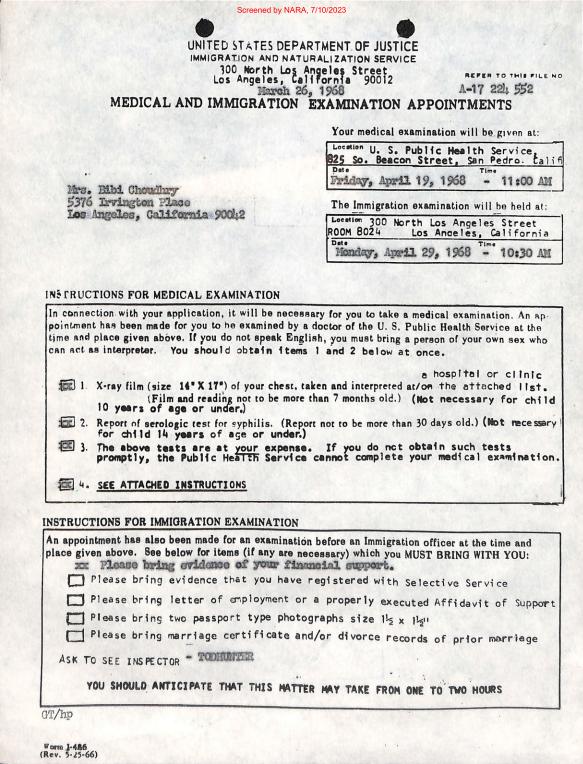 Screened by NARA, 7/10/2023
UNITED STATES DEPARTMENT OF JUSTICE
IMMIGRATION AND NATURALIZATION SERVICE
300 North Los Angeles Street
Los Angeles, California 90012
REFER TO THIS FILE NO
March 26, 1968
A-17 224 552
MEDICAL AND IMMIGRATION EXAMINATION APPOINTMENTS
Your medical examination will be given at:
Location U. S. Public Health Service,
825 So. Beacon Street, San Pedro. Calif
Date Time
Friday, April 19, 1968 - 11:00 AM
Mrs. Bibi Choudhry
5376 Irvington Place
Los Angeles, California 90042
The Immigration examination will be held at:
Location 300 North Los Angeles Street
ROOM 8024 Los Angeles, California
Date Time
Monday, April 29, 1968 - 10:30 AM
INSTRUCTIONS FOR MEDICAL EXAMINATION
In connection with your application, it will be necessary for you to take a medical examination. An ap-
pointment has been made for you to be examined by a doctor of the U. S. Public Health Service at the
time and place given above. If you do not speak English, you must bring a person of your own sex who
can act as interpreter. You should obtain items 1 and 2 below at once.
a hospital or clinic
1. X-ray film (size 14" X 17") of your chest, taken and interpreted at/on the attached list.
(Film and reading not to be more than 7 months old.) (Not necessary for child
10 years of age or under.)
2. Report of serologic test for syphilis. (Report not to be more than 30 days old.) (Not necessary
for child 14 years of age or under.)
3. The above tests are at your expense. If you do not obtain such tests
promptly, the Public Health Service cannot complete your medical examination.
4. SEE ATTACHED INSTRUCTIONS
INSTRUCTIONS FOR IMMIGRATION EXAMINATION
An appointment has also been made for an examination before an Immigration officer at the time and
place given above. See below for items (if any are necessary) which you MUST BRING WITH YOU:
xx Please bring evidence of your financial support.
Please bring evidence that you have registered with Selective Service
Please bring letter of employment or a properly executed Affidavit of Support
Please bring two passport type photographs size 1½ x 1½"
Please bring marriage certificate and/or divorce records of prior marriage
ASK TO SEE INSPECTOR - TODHUNTER
YOU SHOULD ANTICIPATE THAT THIS MATTER MAY TAKE FROM ONE TO TWO HOURS
GT/hp
Form I-486
(Rev. 5-25-66)